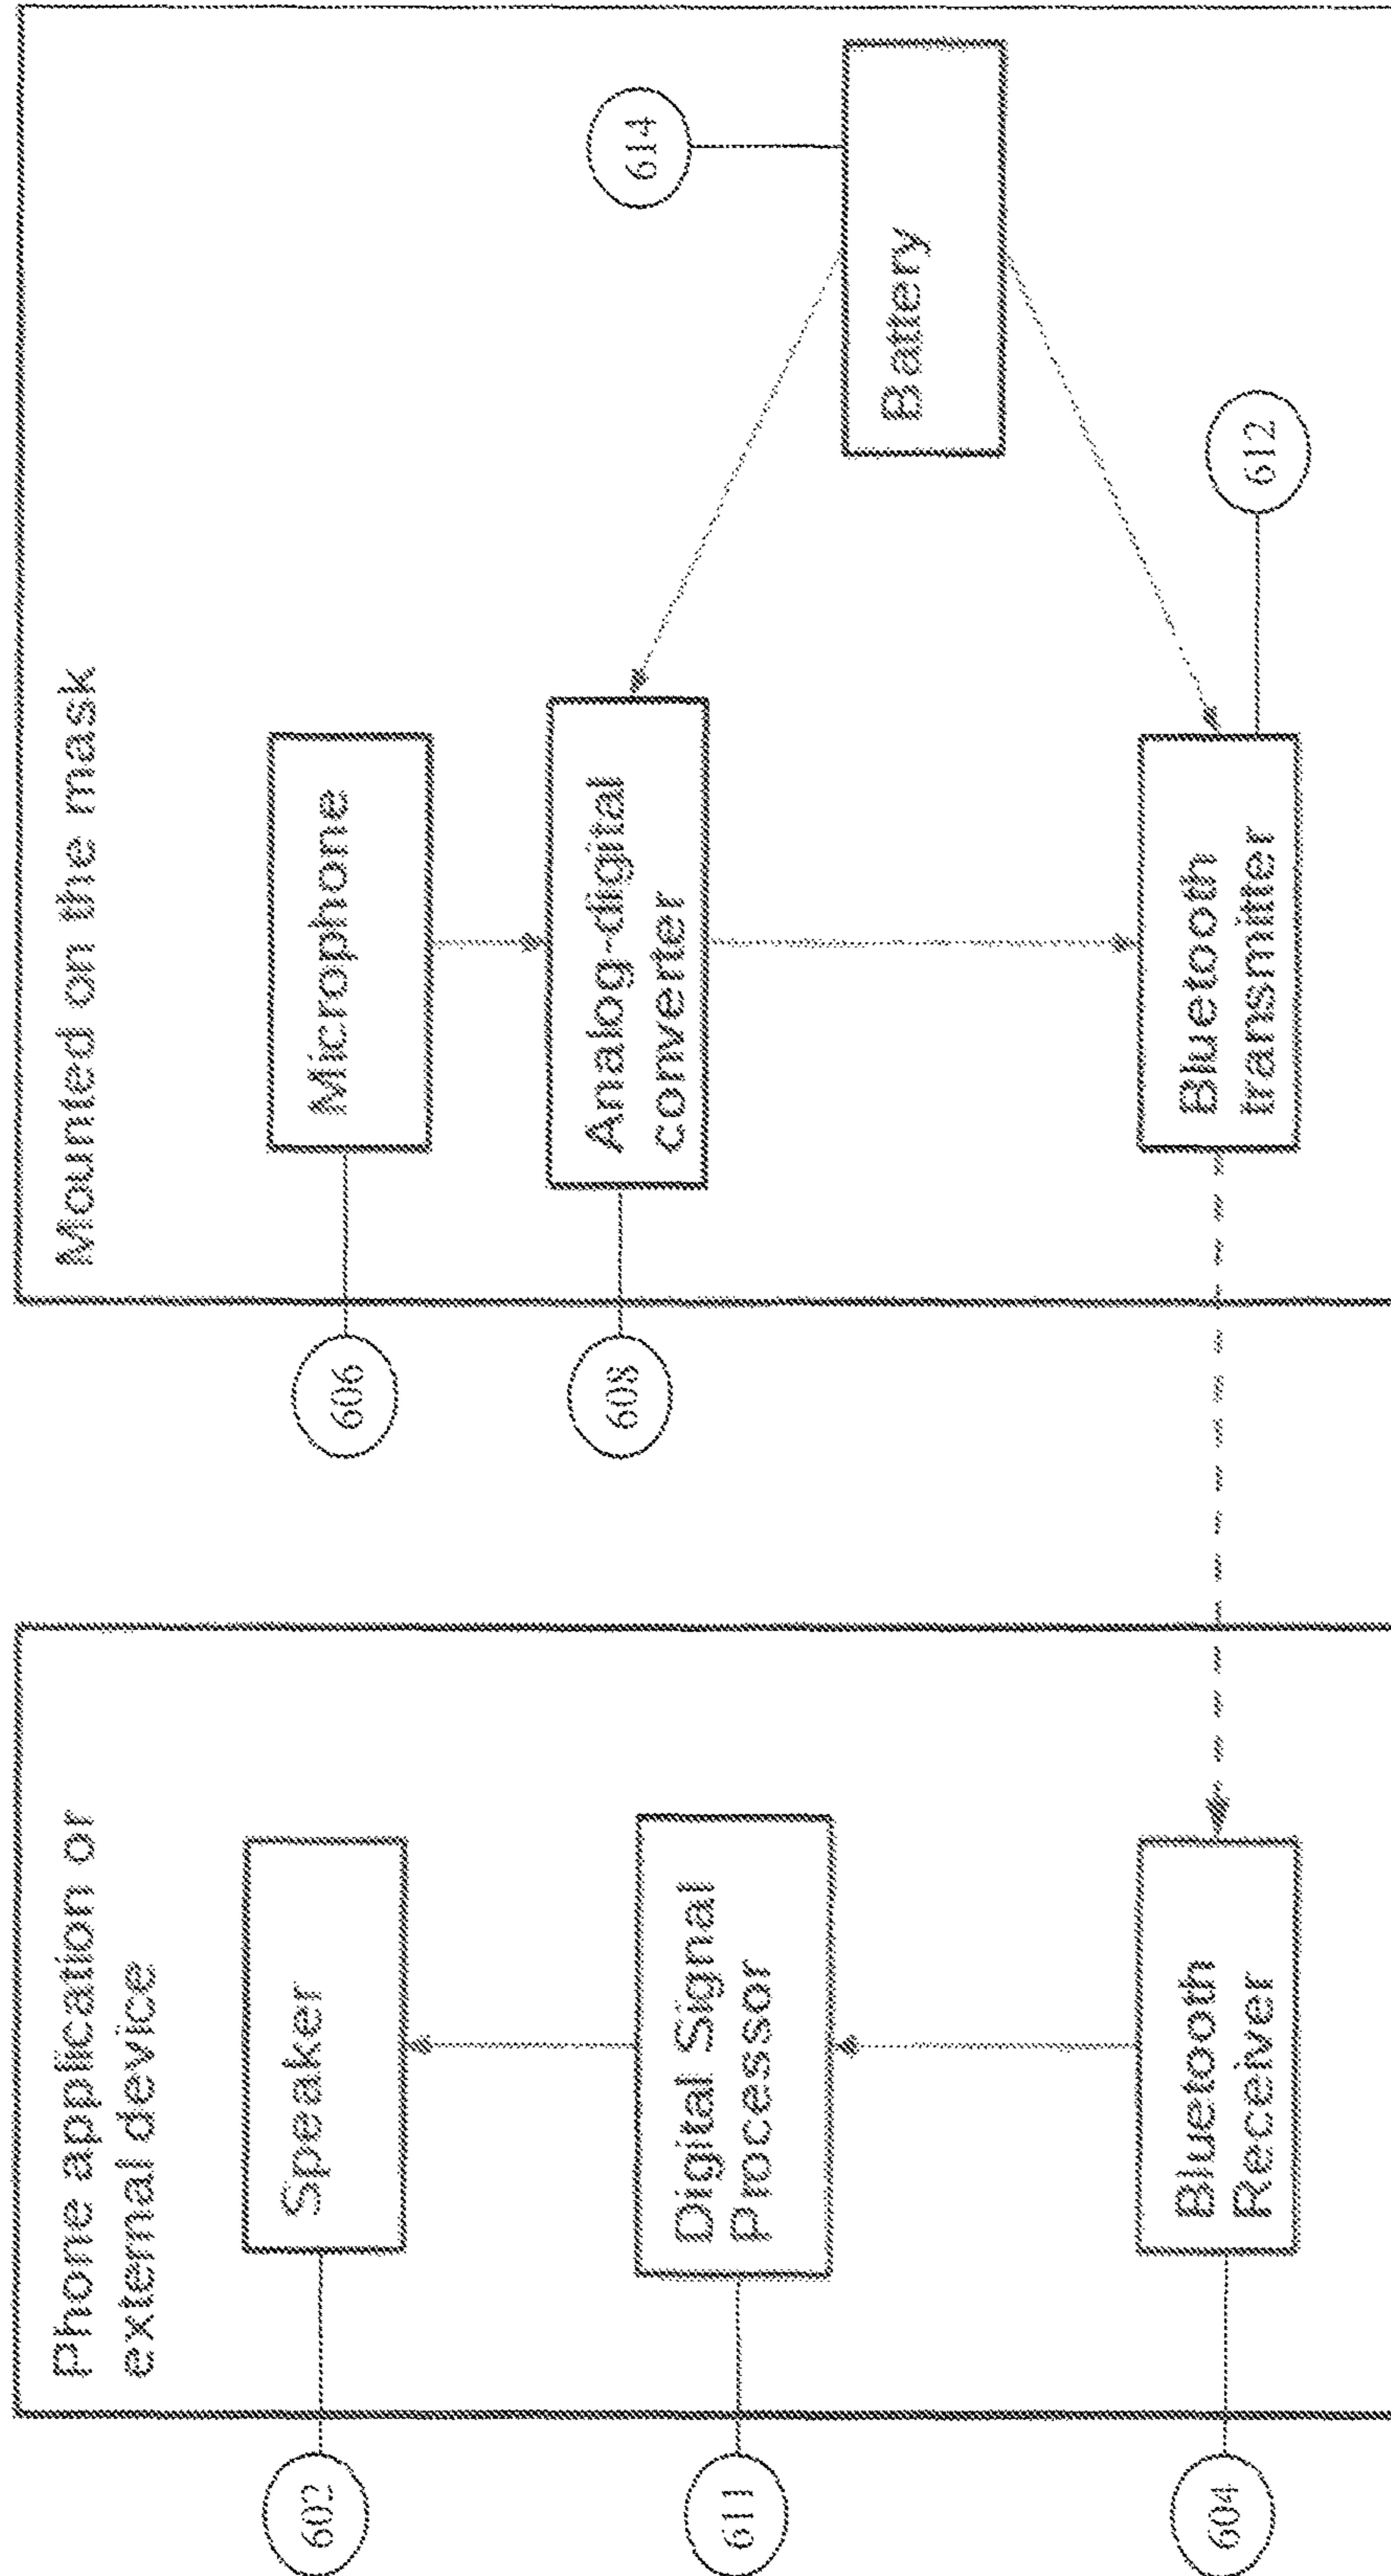 Phone application or
external device
Speaker
602
Digital Signal
Processor
611
Bluetooth
Receiver
604
Mounted on the mask
Microphone
606
Analog-digital
converter
608
Bluetooth
transmitter
612
Battery
614